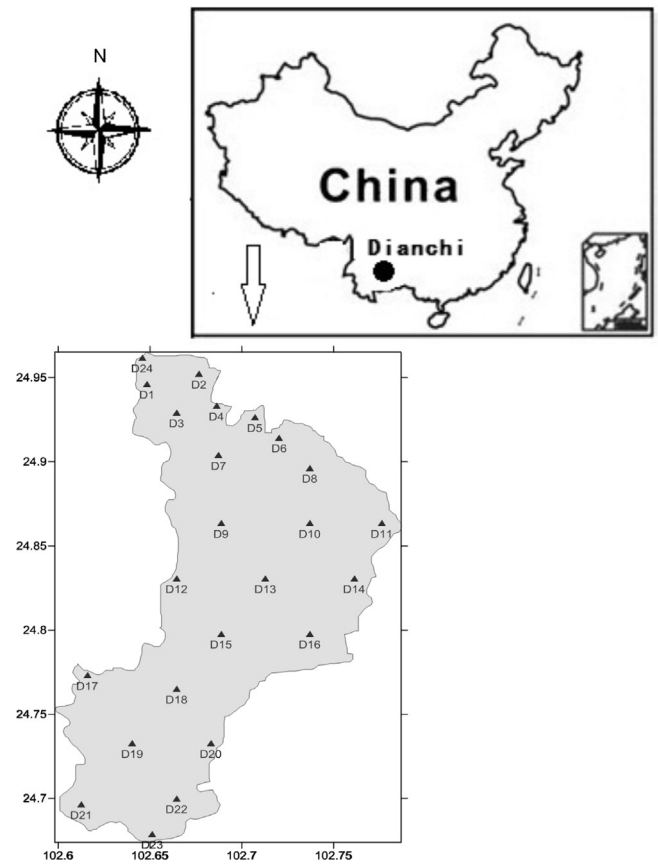 N
China
Dianchi
24.95
24.9
24.85
24.8
24.75
24.7
102.6
102.65
102.7
102.75
D24
D2
D1
D3
D4
D5
D6
D7
D8
D9
D10
D11
D12
D13
D14
D15
D16
D17
D18
D19
D20
D21
D22
D23